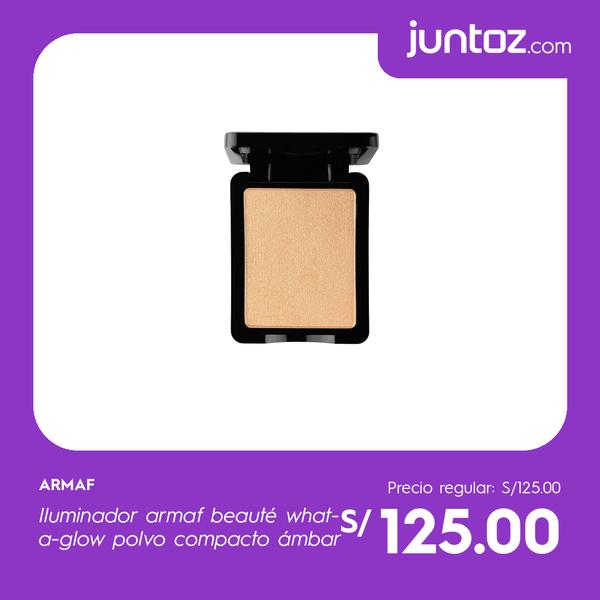 juntoz.com
ARMAF
Iluminador armaf beauté what-
a-glow polvo compacto ámbar
Precio regular: S/125.00
S/ 125.00